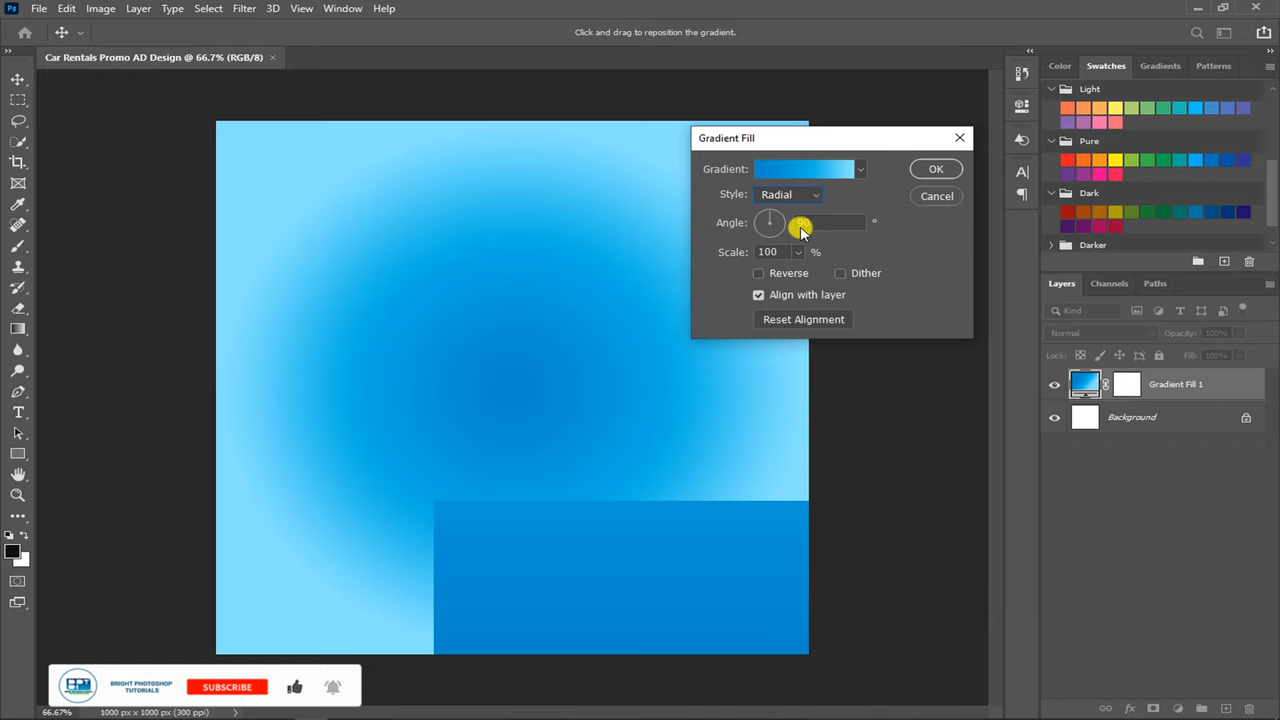 Ps File Edit Image Layer Type Select Filter 3D View Window Help
Click and drag to reposition the gradient.
Car Rentals Promo AD Design @ 66.7% (RGB/8)
Color Swatches Gradients Patterns
Light
Pure
Dark
Darker
Gradient Fill
Gradient:
OK
Style: Radial
Cancel
Angle: 90 °
Scale: 100 %
Reverse Dither
Align with layer
Reset Alignment
Layers Channels Paths
Kind
Normal Opacity: 100%
Lock: Fill: 100%
Gradient Fill 1
Background
BPT
BRIGHT PHOTOSHOP
TUTORIALS
SUBSCRIBE
66.67% 1000 px x 1000 px (300 ppi)